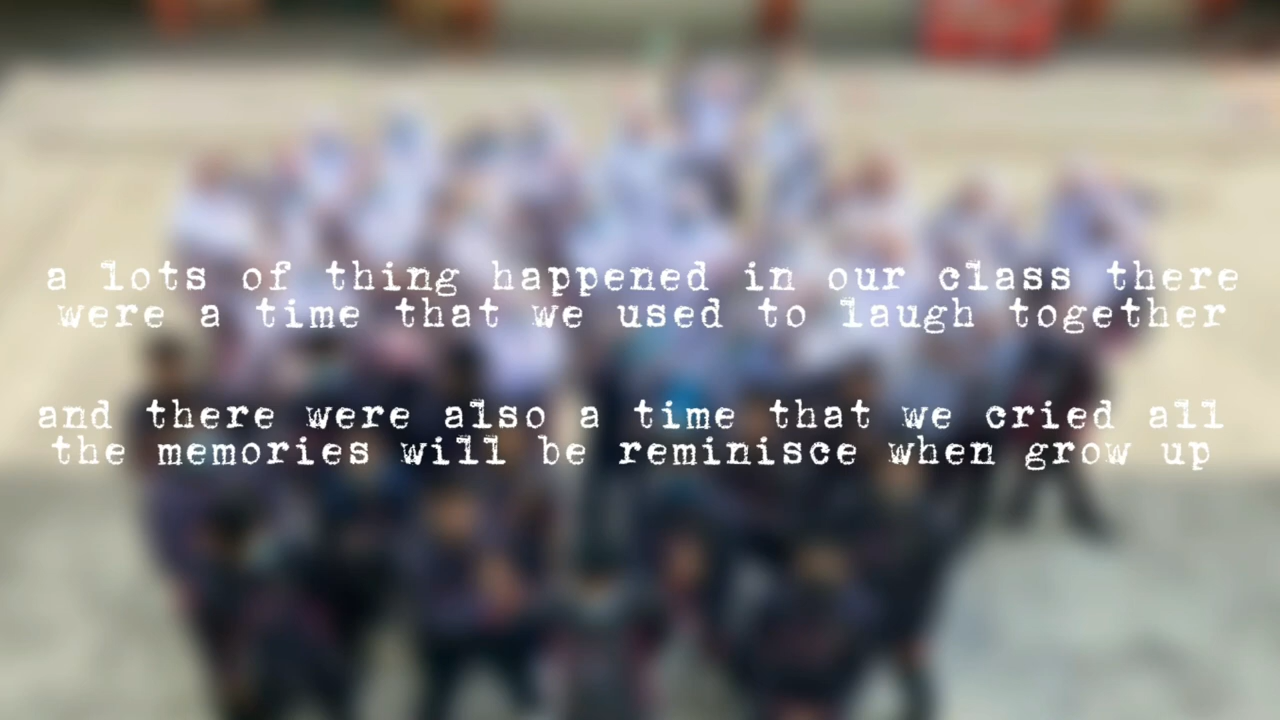 a lots of thing happened in our class there
were a time that we used to laugh together
and there were also a time that we cried all
the memories will be reminisce when grow up